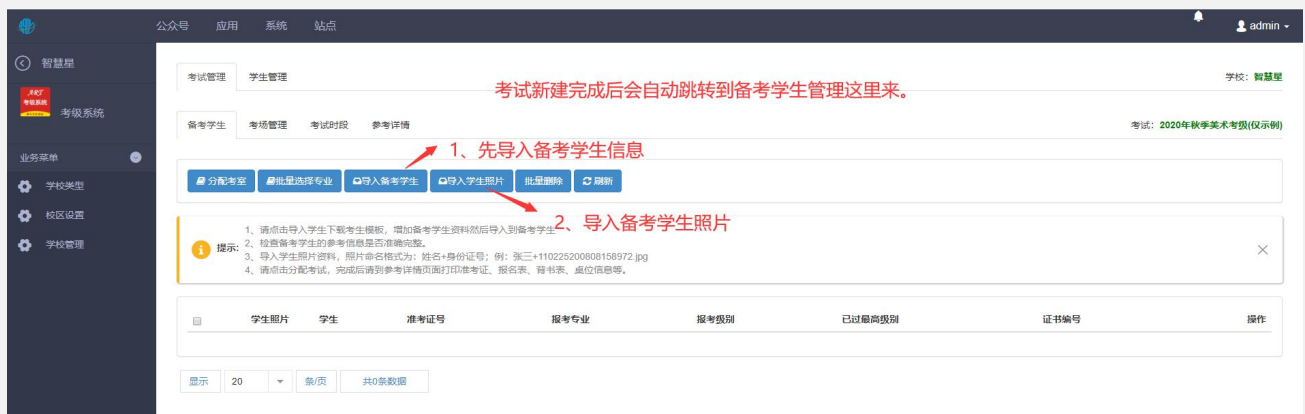 公众号 应用 系统 站点 admin
智慧星
ART
考级系统
考级系统
业务菜单
学校类型
校区设置
学校管理
考试管理 学生管理 学校：智慧星
考试新建完成后会自动跳转到备考学生管理这里来。
备考学生 考场管理 考试时段 参考详情 考试：2020年秋季美术考级(仅示例)
1、先导入备考学生信息
分配考室 批量选择专业 导入备考学生 导入学生照片 批量删除 刷新
2、导入备考学生照片
提示:
1、请点击导入学生下载考生模板，增加备考学生资料然后导入到备考学生
2、检查备考学生的参考信息是否准确完整。
3、导入学生照片资料，照片命名格式为：姓名+身份证号；例：张三+110225200808158972.jpg
4、请点击分配考试，完成后请到参考详情页面打印准考证、报名表、背书表、桌位信息等。
学生照片 学生 准考证号 报考专业 报考级别 已过最高级别 证书编号 操作
显示 20 条/页 共0条数据